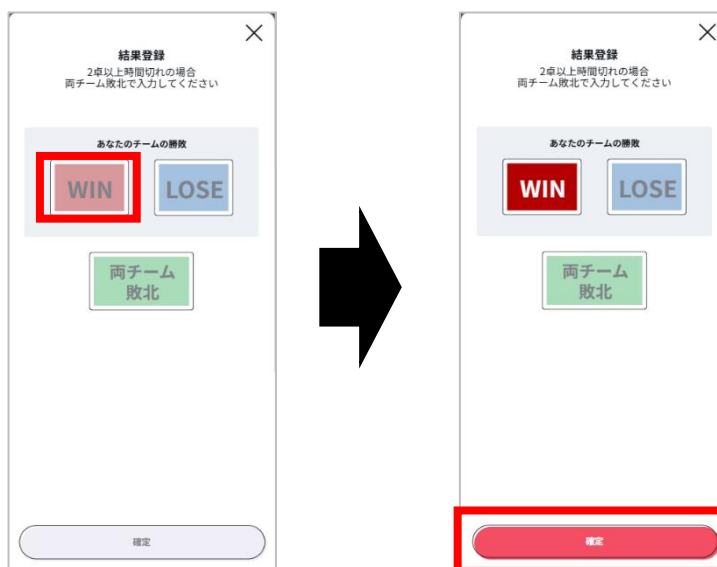 結果登録
2卓以上時間切れの場合
両チーム敗北で入力してください
あなたのチームの勝敗
WIN
LOSE
両チーム
敗北
確定
結果登録
2卓以上時間切れの場合
両チーム敗北で入力してください
あなたのチームの勝敗
WIN
LOSE
両チーム
敗北
確定